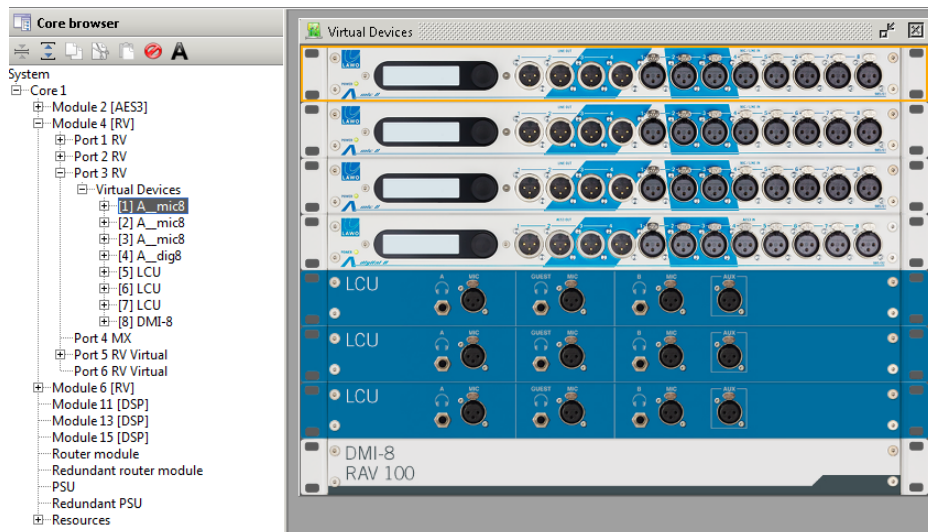 Core browser
A
System
Core 1
Module 2 [AES3]
Module 4 [RV]
Port 1 RV
Port 2 RV
Port 3 RV
Virtual Devices
[1] A__mic8
[2] A__mic8
[3] A__mic8
[4] A__dig8
[5] LCU
[6] LCU
[7] LCU
[8] DMI-8
Port 4 MX
Port 5 RV Virtual
Port 6 RV Virtual
Module 6 [RV]
Module 11 [DSP]
Module 13 [DSP]
Module 15 [DSP]
Router module
Redundant router module
PSU
Redundant PSU
Resources
Virtual Devices
LAWO
LAWO
LAWO
LAWO
LCU A MIC GUEST MIC B MIC AUX
LCU A MIC GUEST MIC B MIC AUX
LCU A MIC GUEST MIC B MIC AUX
DMI-8
RAV 100